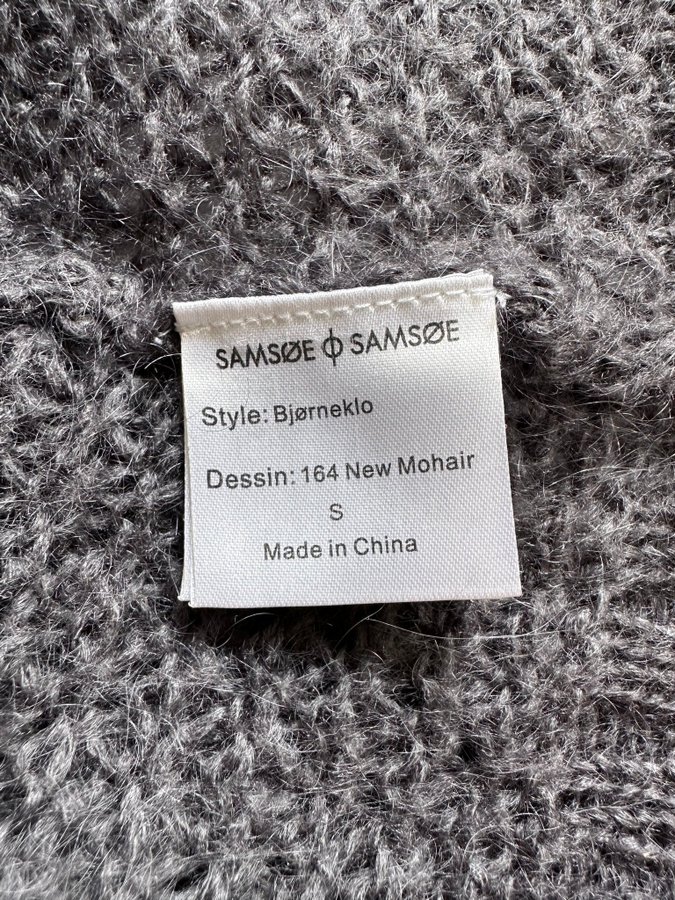 SAMSØE ϕ SAMSØE
Style: Bjørneklo
Dessin: 164 New Mohair
S
Made in China